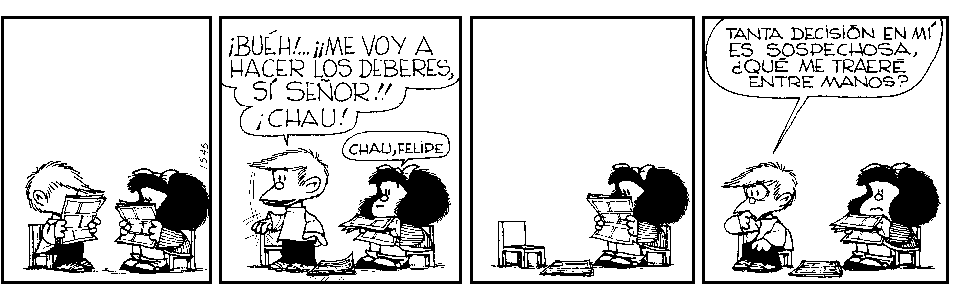 1545
¡BUÉH!...¡¡ME VOY A
HACER LOS DEBERES,
SÍ SEÑOR!!
¡CHAU!
CHAU, FELIPE
TANTA DECISIÓN EN MÍ
ES SOSPECHOSA,
¿QUÉ ME TRAERÉ
ENTRE MANOS?